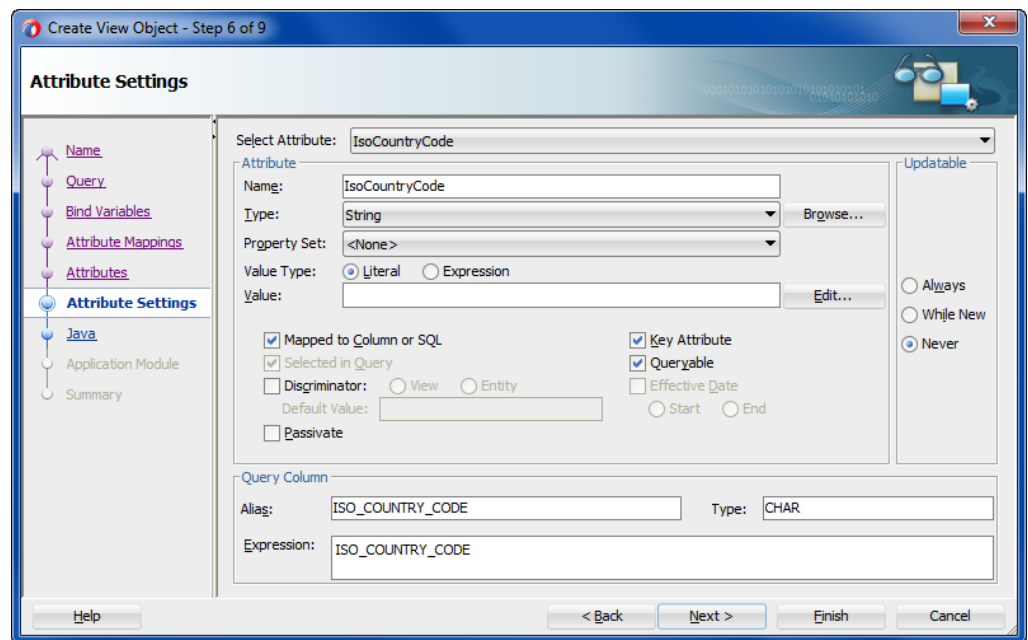 Create View Object - Step 6 of 9
Attribute Settings
Name
Query
Bind Variables
Attribute Mappings
Attributes
Attribute Settings
Java
Application Module
Summary
Select Attribute: IsoCountryCode
Attribute
Name: IsoCountryCode
Type: String Browse...
Property Set: <None>
Value Type: Literal Expression
Value: Edit...
Mapped to Column or SQL Key Attribute
Selected in Query Queryable
Discriminator: View Entity Effective Date
Default Value: Start End
Passivate
Updatable
Always
While New
Never
Query Column
Alias: ISO_COUNTRY_CODE Type: CHAR
Expression: ISO_COUNTRY_CODE
Help < Back Next > Finish Cancel